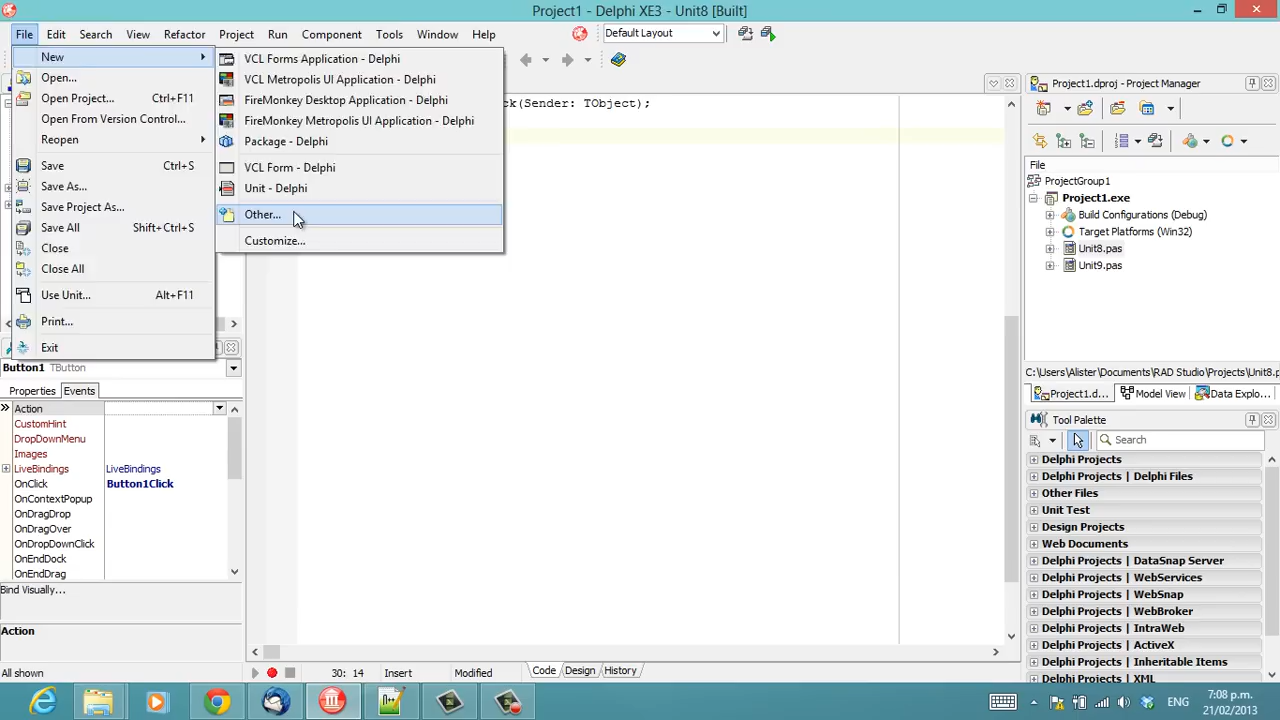 Project1 - Delphi XE3 - Unit8 [Built]
File Edit Search View Refactor Project Run Component Tools Window Help
Default Layout
New
Open...
Open Project... Ctrl+F11
Open From Version Control...
Reopen
Save Ctrl+S
Save As...
Save Project As...
Save All Shift+Ctrl+S
Close
Close All
Use Unit... Alt+F11
Print...
Exit
VCL Forms Application - Delphi
VCL Metropolis UI Application - Delphi
FireMonkey Desktop Application - Delphi
FireMonkey Metropolis UI Application - Delphi
Package - Delphi
VCL Form - Delphi
Unit - Delphi
Other...
Customize...
ck(Sender: TObject);
Button1 TButton
Properties Events
Action
CustomHint
DropDownMenu
Images
LiveBindings LiveBindings
OnClick Button1Click
OnContextPopup
OnDragDrop
OnDragOver
OnDropDownClick
OnEndDock
OnEndDrag
Bind Visually...
Action
All shown
30: 14 Insert Modified Code Design History
Project1.dproj - Project Manager
File
ProjectGroup1
Project1.exe
Build Configurations (Debug)
Target Platforms (Win32)
Unit8.pas
Unit9.pas
C:\Users\Alister\Documents\RAD Studio\Projects\Unit8.p
Project1.d... Model View Data Explo...
Tool Palette
Search
Delphi Projects
Delphi Projects | Delphi Files
Other Files
Unit Test
Design Projects
Web Documents
Delphi Projects | DataSnap Server
Delphi Projects | WebServices
Delphi Projects | WebSnap
Delphi Projects | WebBroker
Delphi Projects | IntraWeb
Delphi Projects | ActiveX
Delphi Projects | Inheritable Items
Delphi Projects | XML
ENG
7:08 p.m.
21/02/2013